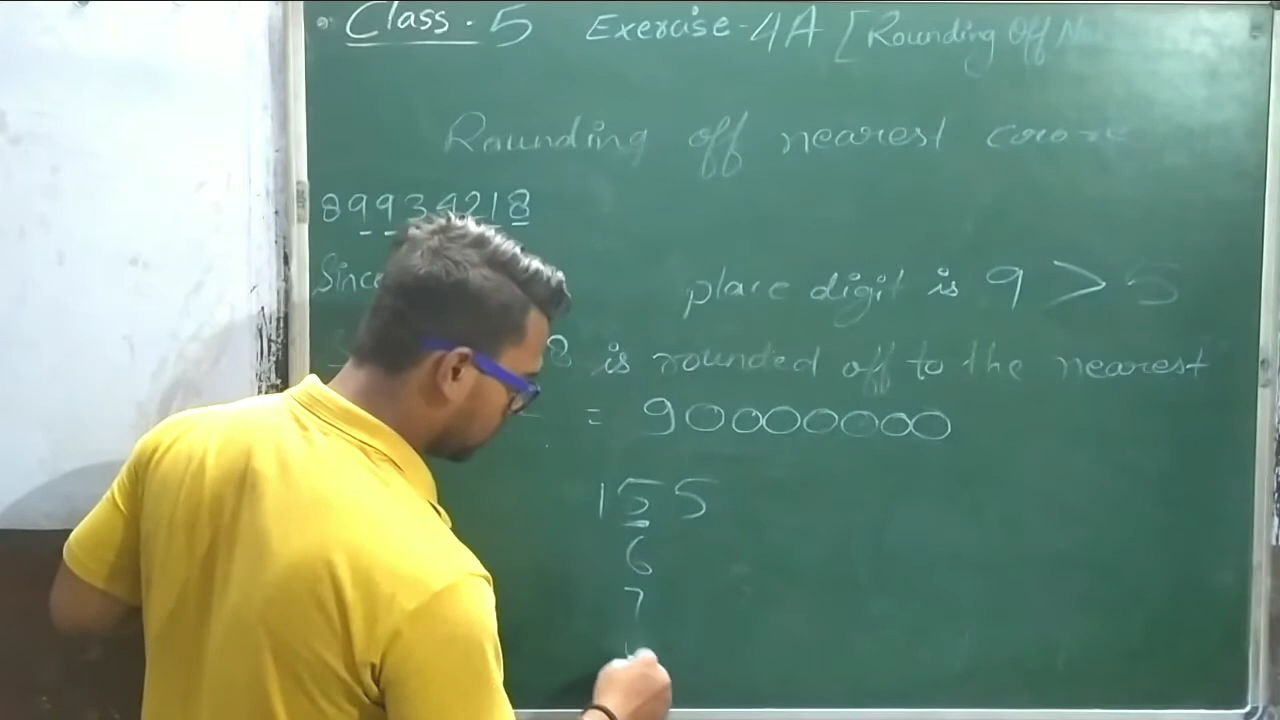 Class. 5 Exercise-4A [Rounding Off
Rounding off nearest crore
89934218
Since place digit is 9 > 5
8 is rounded off to the nearest
= 90000000
155
6
7